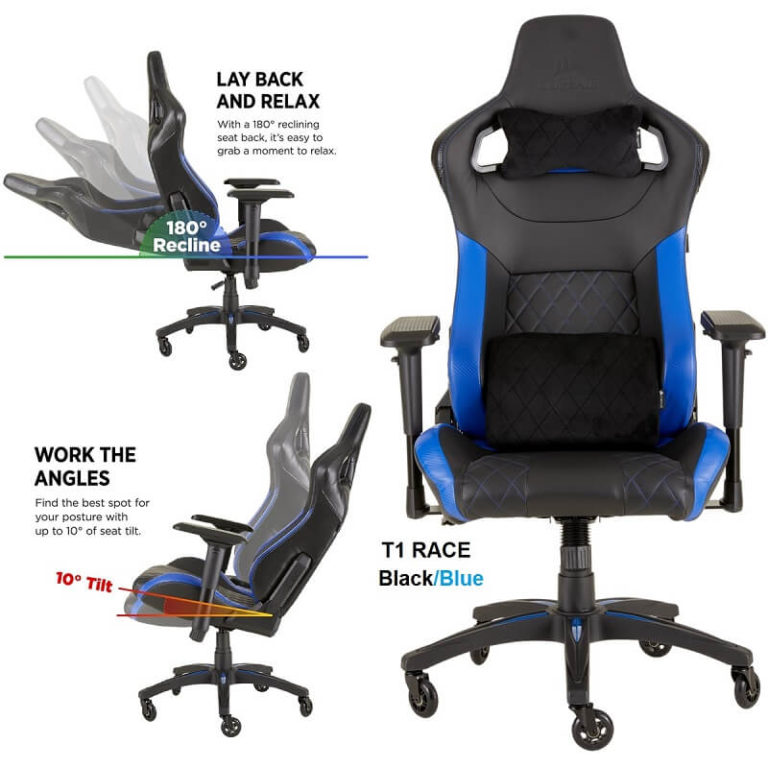 LAY BACK
AND RELAX
With a 180° reclining
seat back, it's easy to
grab a moment to relax.
180°
Recline
WORK THE
ANGLES
Find the best spot for
your posture with
up to 10° of seat tilt.
10° Tilt
T1 RACE
Black/Blue